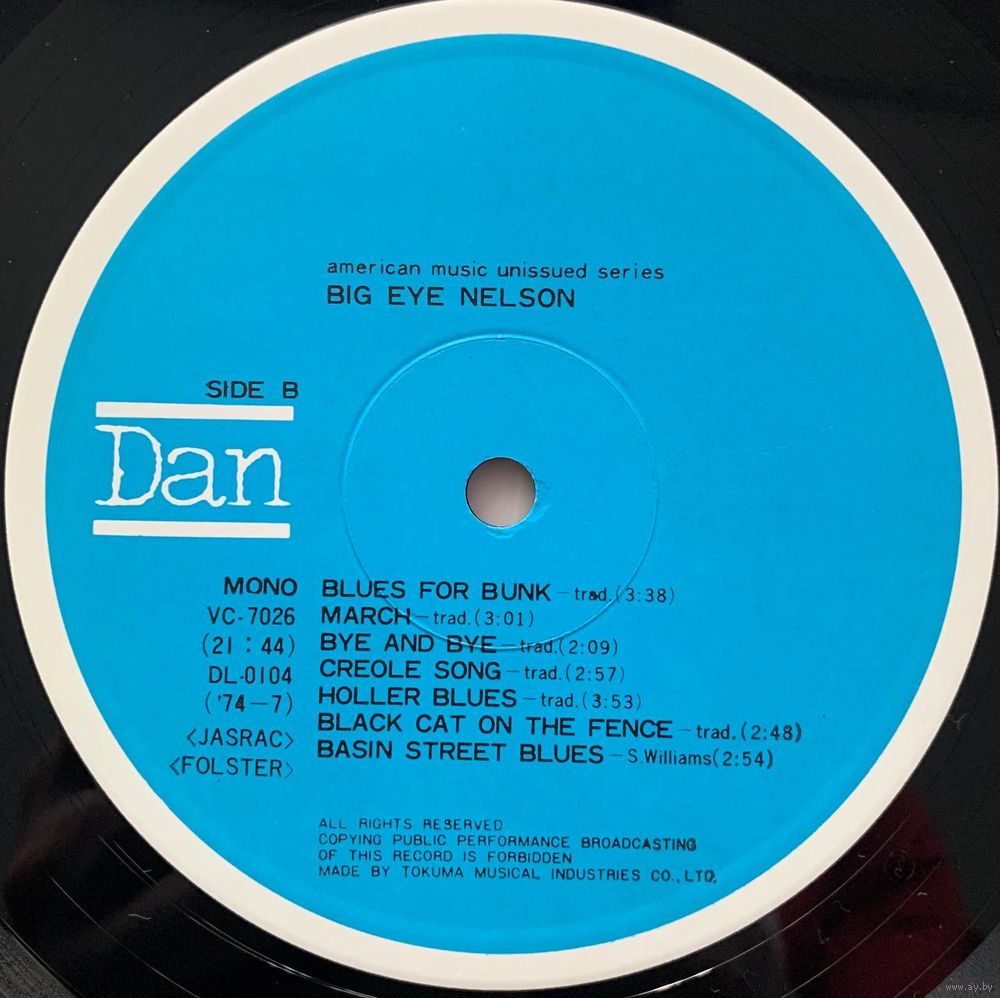 american music unissued series
BIG EYE NELSON
SIDE B
Dan
MONO
VC-7026
(21 : 44)
DL-0104
('74-7)
<JASRAC>
<FOLSTER>
BLUES FOR BUNK - trad.(3:38)
MARCH - trad.(3:01)
BYE AND BYE - trad.(2:09)
CREOLE SONG - trad.(2:57)
HOLLER BLUES - trad.(3:53)
BLACK CAT ON THE FENCE - trad.(2:48)
BASIN STREET BLUES - S.Williams(2:54)
ALL RIGHTS RESERVED
COPYING PUBLIC PERFORMANCE BROADCASTING
OF THIS RECORD IS FORBIDDEN
MADE BY TOKUMA MUSICAL INDUSTRIES CO.,LTD.
www.ay.by